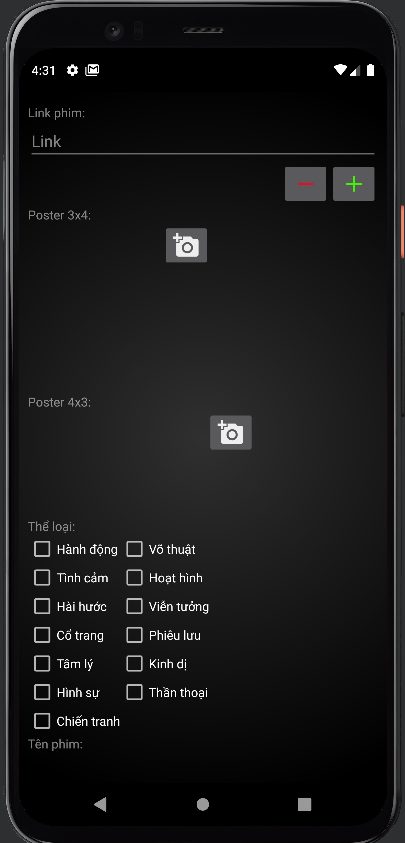 4:31
Link phim:
Link
Poster 3x4:
Poster 4x3:
Thể loại:
Hành động Võ thuật
Tình cảm Hoạt hình
Hài hước Viễn tưởng
Cổ trang Phiêu lưu
Tâm lý Kinh dị
Hình sự Thần thoại
Chiến tranh
Tên phim: